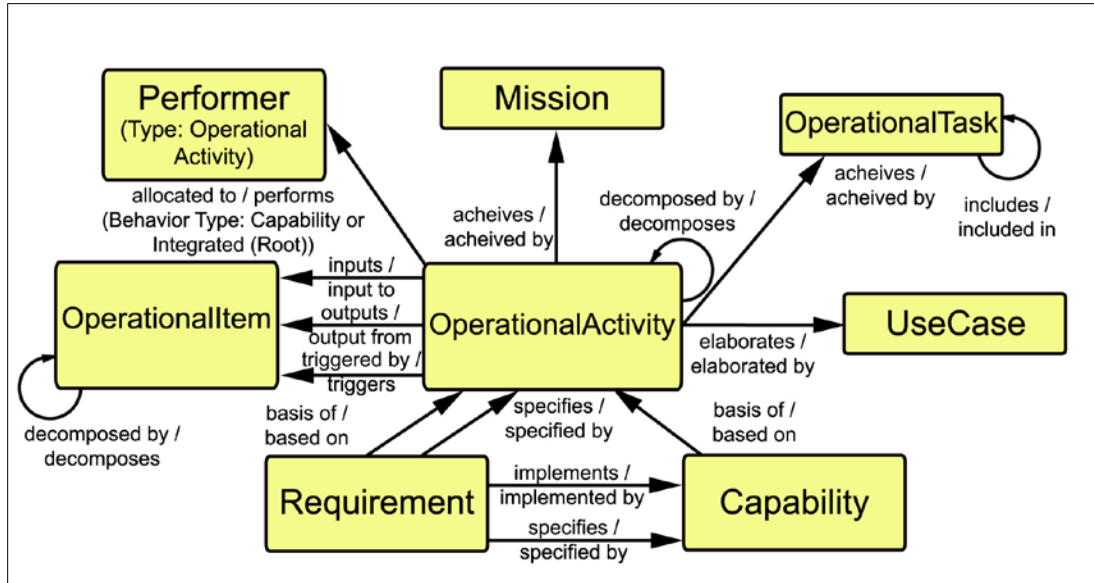 Performer
(Type: Operational
Activity)
Mission
OperationalTask
allocated to / performs
(Behavior Type: Capability or
Integrated (Root))
acheives /
acheived by
decomposed by /
decomposes
acheives /
acheived by
includes /
included in
OperationalItem
inputs /
input to
outputs /
output from
triggered by /
triggers
OperationalActivity
UseCase
elaborates /
elaborated by
decomposed by /
decomposes
basis of /
based on
specifies /
specified by
basis of /
based on
Requirement
implements /
implemented by
specifies /
specified by
Capability